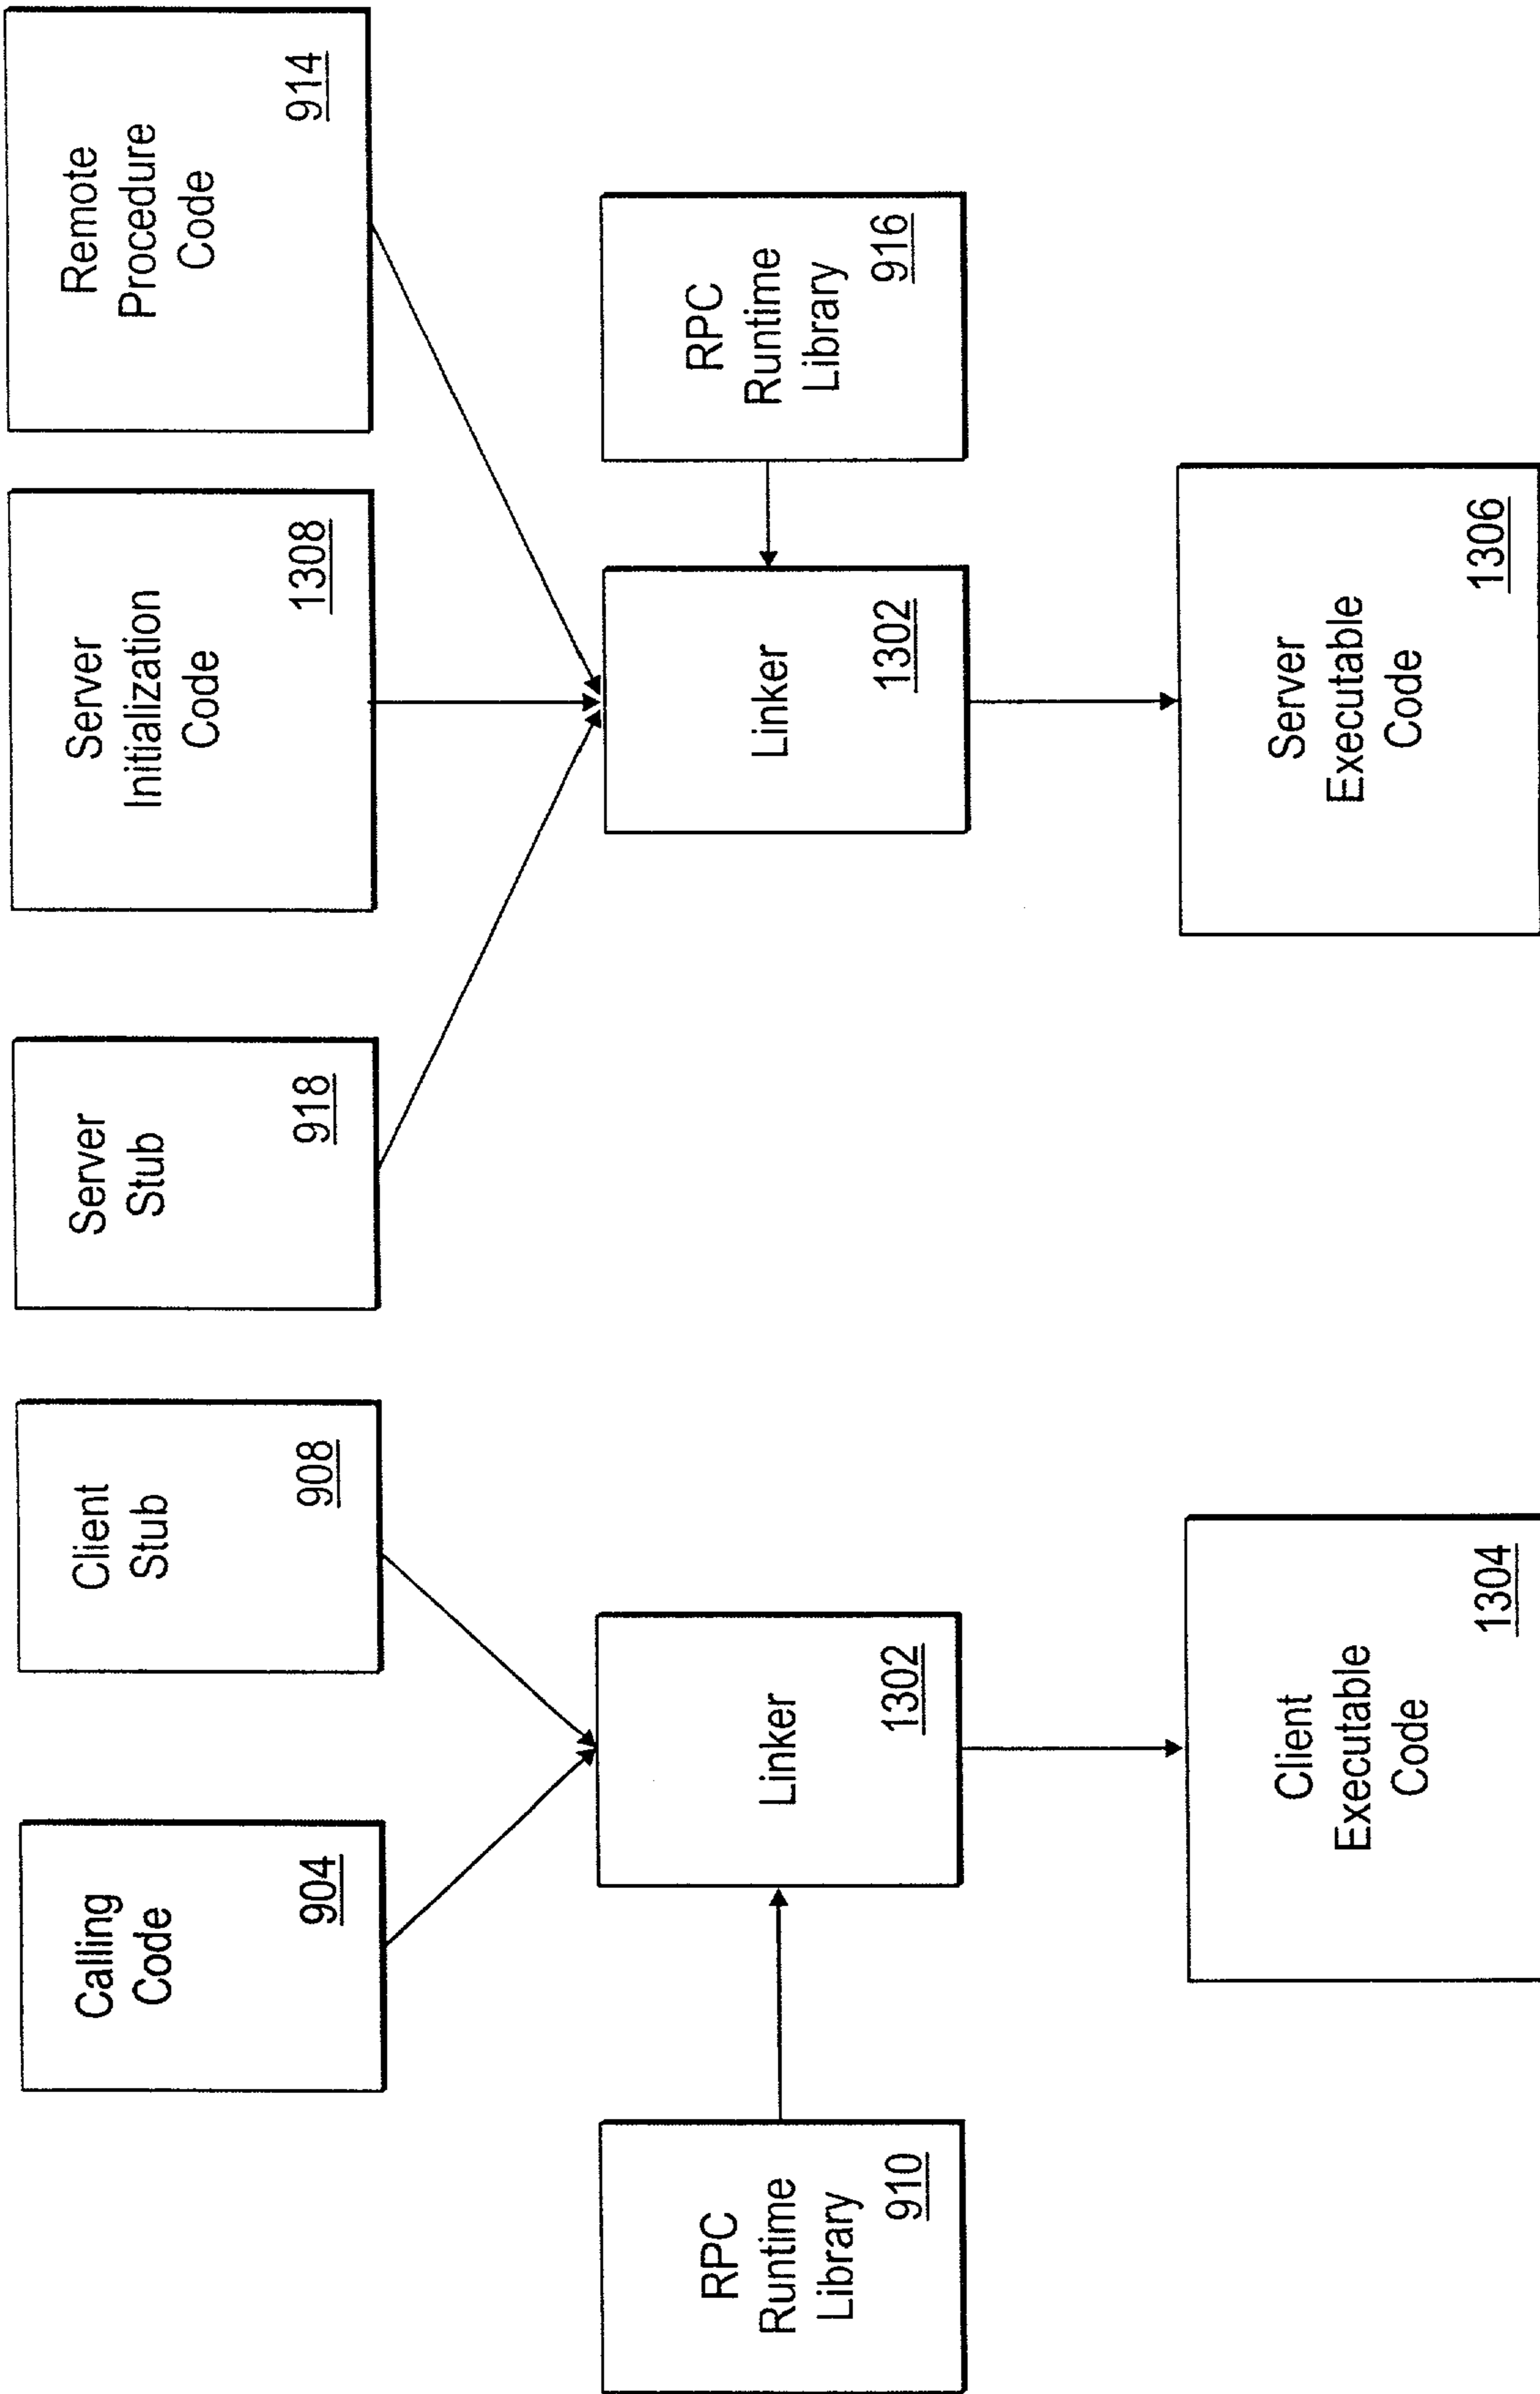 Calling
Code
904
Client
Stub
908
Server
Stub
918
Server
Initialization
Code
1308
Remote
Procedure
Code
914
RPC
Runtime
Library
910
Linker
1302
Linker
1302
RPC
Runtime
Library
916
Client
Executable
Code
1304
Server
Executable
Code
1306